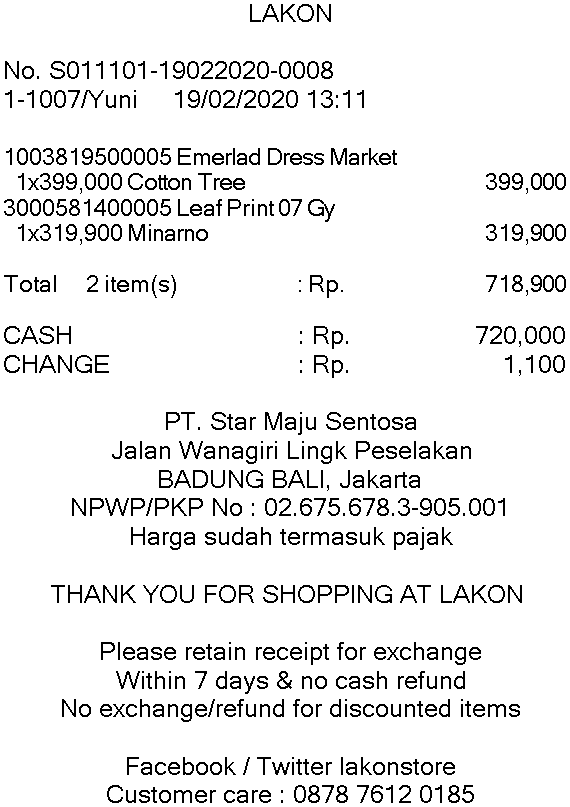 LAKON
No. S011101-19022020-0008
1-1007/Yuni 19/02/2020 13:11
1003819500005 Emerlad Dress Market
1x399,000 Cotton Tree 399,000
3000581400005 Leaf Print 07 Gy
1x319,900 Minarno 319,900
Total 2 item(s) : Rp. 718,900
CASH : Rp. 720,000
CHANGE : Rp. 1,100
PT. Star Maju Sentosa
Jalan Wanagiri Lingk Peselakan
BADUNG BALI, Jakarta
NPWP/PKP No : 02.675.678.3-905.001
Harga sudah termasuk pajak
THANK YOU FOR SHOPPING AT LAKON
Please retain receipt for exchange
Within 7 days & no cash refund
No exchange/refund for discounted items
Facebook / Twitter lakonstore
Customer care : 0878 7612 0185